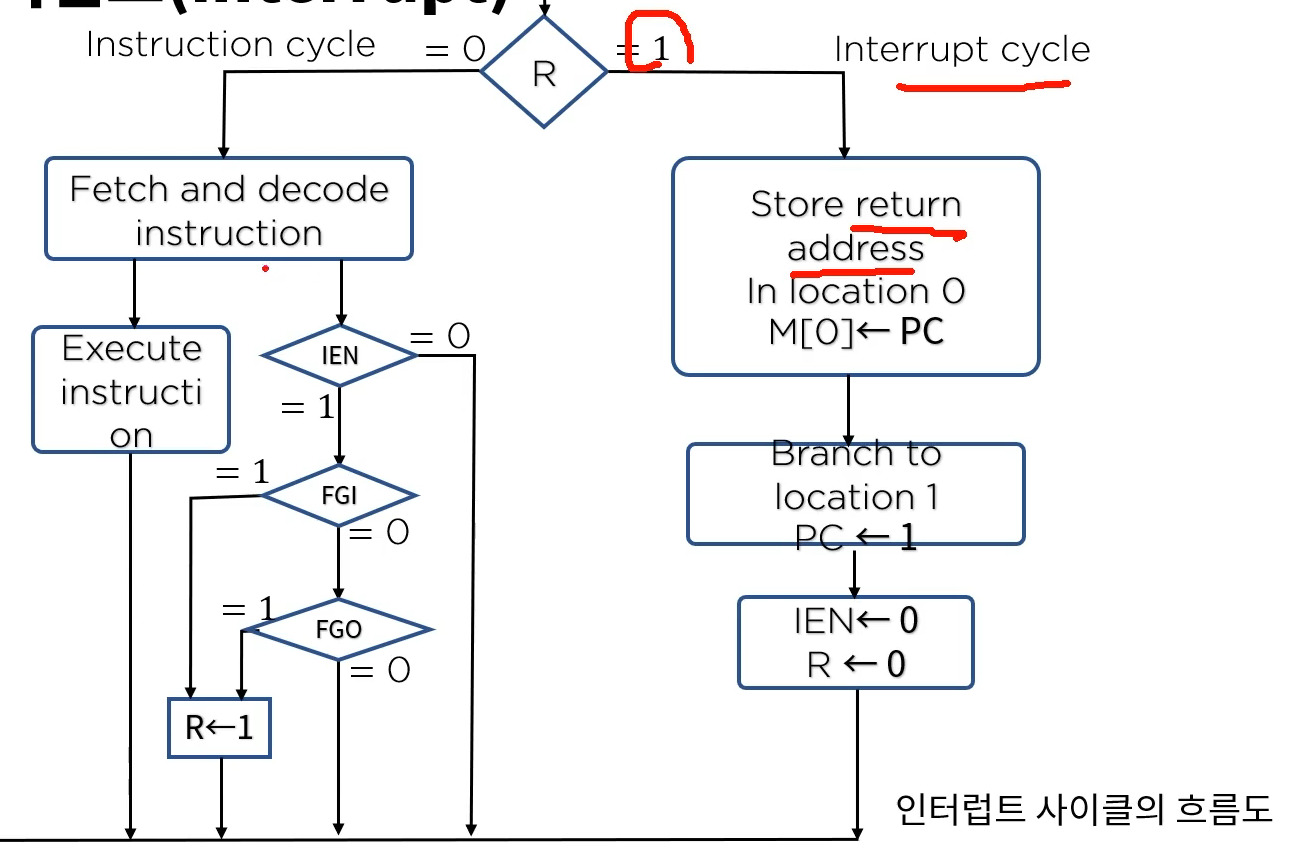 (Interrupt)
Instruction cycle
= 0
R
= 1
Interrupt cycle
Fetch and decode
instruction
Execute
instructi
on
IEN
= 0
= 1
FGI
= 1
= 0
FGO
= 1
= 0
R←1
Store return
address
In location 0
M[0]← PC
Branch to
location 1
PC ← 1
IEN← 0
R ← 0
인터럽트 사이클의 흐름도